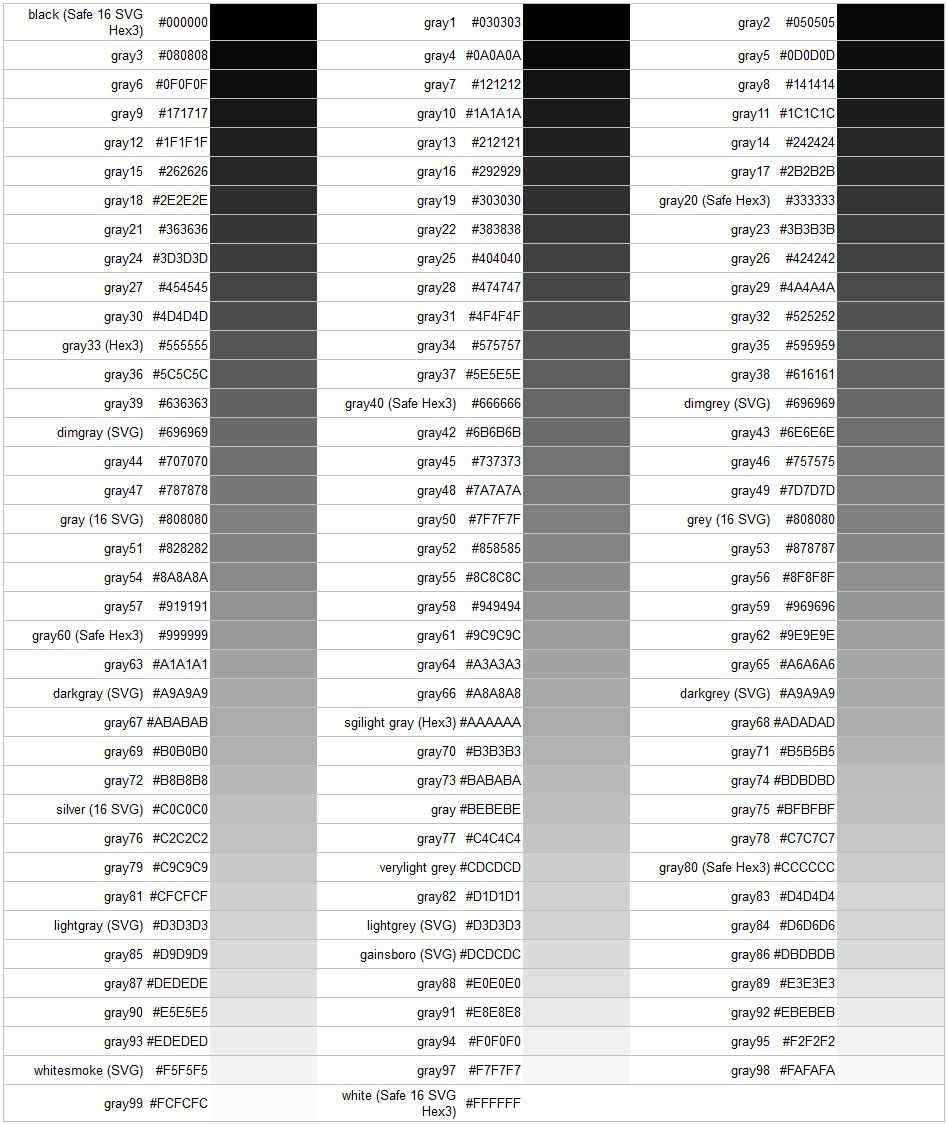 black (Safe 16 SVG Hex3) #000000 gray1 #030303 gray2 #050505
gray3 #080808 gray4 #0A0A0A gray5 #0D0D0D
gray6 #0F0F0F gray7 #121212 gray8 #141414
gray9 #171717 gray10 #1A1A1A gray11 #1C1C1C
gray12 #1F1F1F gray13 #212121 gray14 #242424
gray15 #262626 gray16 #292929 gray17 #2B2B2B
gray18 #2E2E2E gray19 #303030 gray20 (Safe Hex3) #333333
gray21 #363636 gray22 #383838 gray23 #3B3B3B
gray24 #3D3D3D gray25 #404040 gray26 #424242
gray27 #454545 gray28 #474747 gray29 #4A4A4A
gray30 #4D4D4D gray31 #4F4F4F gray32 #525252
gray33 (Hex3) #555555 gray34 #575757 gray35 #595959
gray36 #5C5C5C gray37 #5E5E5E gray38 #616161
gray39 #636363 gray40 (Safe Hex3) #666666 dimgrey (SVG) #696969
dimgray (SVG) #696969 gray42 #6B6B6B gray43 #6E6E6E
gray44 #707070 gray45 #737373 gray46 #757575
gray47 #787878 gray48 #7A7A7A gray49 #7D7D7D
gray (16 SVG) #808080 gray50 #7F7F7F grey (16 SVG) #808080
gray51 #828282 gray52 #858585 gray53 #878787
gray54 #8A8A8A gray55 #8C8C8C gray56 #8F8F8F
gray57 #919191 gray58 #949494 gray59 #969696
gray60 (Safe Hex3) #999999 gray61 #9C9C9C gray62 #9E9E9E
gray63 #A1A1A1 gray64 #A3A3A3 gray65 #A6A6A6
darkgray (SVG) #A9A9A9 gray66 #A8A8A8 darkgrey (SVG) #A9A9A9
gray67 #ABABAB sgilight gray (Hex3) #AAAAAA gray68 #ADADAD
gray69 #B0B0B0 gray70 #B3B3B3 gray71 #B5B5B5
gray72 #B8B8B8 gray73 #BABABA gray74 #BDBDBD
silver (16 SVG) #C0C0C0 gray #BEBEBE gray75 #BFBFBF
gray76 #C2C2C2 gray77 #C4C4C4 gray78 #C7C7C7
gray79 #C9C9C9 verylight grey #CDCDCD gray80 (Safe Hex3) #CCCCCC
gray81 #CFCFCF gray82 #D1D1D1 gray83 #D4D4D4
lightgray (SVG) #D3D3D3 lightgrey (SVG) #D3D3D3 gray84 #D6D6D6
gray85 #D9D9D9 gainsboro (SVG) #DCDCDC gray86 #DBDBDB
gray87 #DEDEDE gray88 #E0E0E0 gray89 #E3E3E3
gray90 #E5E5E5 gray91 #E8E8E8 gray92 #EBEBEB
gray93 #EDEDED gray94 #F0F0F0 gray95 #F2F2F2
whitesmoke (SVG) #F5F5F5 gray97 #F7F7F7 gray98 #FAFAFA
gray99 #FCFCFC white (Safe 16 SVG Hex3) #FFFFFF